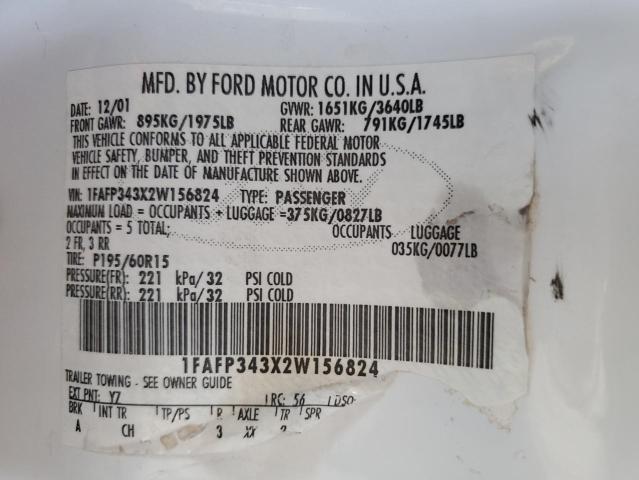 MFD. BY FORD MOTOR CO. IN U.S.A.
DATE: 12/01 GVWR: 1651KG/3640LB
FRONT GAWR: 895KG/1975LB REAR GAWR: 791KG/1745LB
THIS VEHICLE CONFORMS TO ALL APPLICABLE FEDERAL MOTOR
VEHICLE SAFETY, BUMPER, AND THEFT PREVENTION STANDARDS
IN EFFECT ON THE DATE OF MANUFACTURE SHOWN ABOVE.
VIN: 1FAFP343X2W156824 TYPE: PASSENGER
MAXIMUM LOAD = OCCUPANTS + LUGGAGE =375KG/0827LB
OCCUPANTS = 5 TOTAL; OCCUPANTS LUGGAGE
2 FR, 3 RR 035KG/0077LB
TIRE: P195/60R15
PRESSURE(FR): 221 kPa/32 PSI COLD
PRESSURE(RR): 221 kPa/32 PSI COLD
1FAFP343X2W156824
TRAILER TOWING - SEE OWNER GUIDE
EXT PNT: Y7 RC: 56 DSO
BRK INT TR TP/PS R AXLE TR SPR
A CH 3 XX